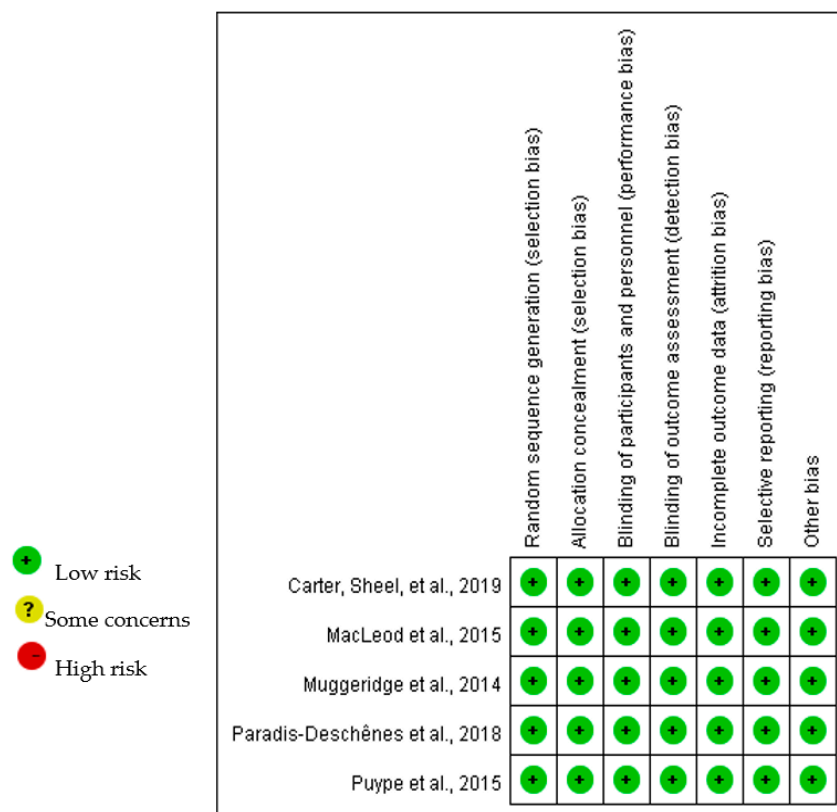 Random sequence generation (selection bias)
Allocation concealment (selection bias)
Blinding of participants and personnel (performance bias)
Blinding of outcome assessment (detection bias)
Incomplete outcome data (attrition bias)
Selective reporting (reporting bias)
Other bias
+ Low risk
? Some concerns
- High risk
Carter, Sheel, et al., 2019 + + + + + + +
MacLeod et al., 2015 + + + + + + +
Muggeridge et al., 2014 + + + + + + +
Paradis-Deschênes et al., 2018 + + + + + + +
Puype et al., 2015 + + + + + + +